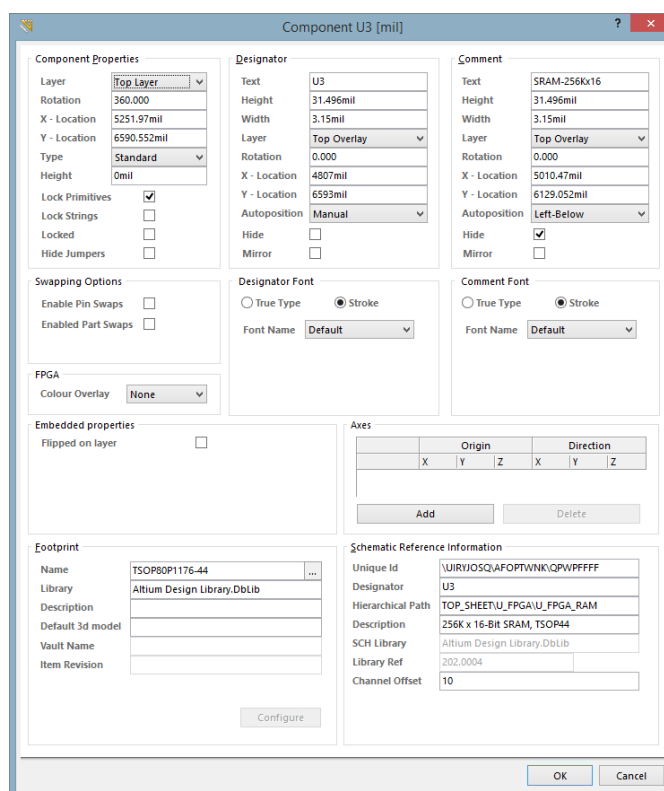 Component U3 [mil]
?
Component Properties
Layer Top Layer
Rotation 360.000
X - Location 5251.97mil
Y - Location 6590.552mil
Type Standard
Height 0mil
Lock Primitives
Lock Strings
Locked
Hide Jumpers
Designator
Text U3
Height 31.496mil
Width 3.15mil
Layer Top Overlay
Rotation 0.000
X - Location 4807mil
Y - Location 6593mil
Autoposition Manual
Hide
Mirror
Comment
Text SRAM-256Kx16
Height 31.496mil
Width 3.15mil
Layer Top Overlay
Rotation 0.000
X - Location 5010.47mil
Y - Location 6129.052mil
Autoposition Left-Below
Hide
Mirror
Swapping Options
Enable Pin Swaps
Enabled Part Swaps
Designator Font
True Type Stroke
Font Name Default
Comment Font
True Type Stroke
Font Name Default
FPGA
Colour Overlay None
Embedded properties
Flipped on layer
Axes
Origin Direction
X Y Z X Y Z
Add Delete
Footprint
Name TSOP80P1176-44 ...
Library Altium Design Library.DbLib
Description
Default 3d model
Vault Name
Item Revision
Configure
Schematic Reference Information
Unique Id \UIRYJOSQ\AFOPTWNK\QPWPFFFF
Designator U3
Hierarchical Path TOP_SHEET\U_FPGA\U_FPGA_RAM
Description 256K x 16-Bit SRAM, TSOP44
SCH Library Altium Design Library.DbLib
Library Ref 202.0004
Channel Offset 10
OK Cancel